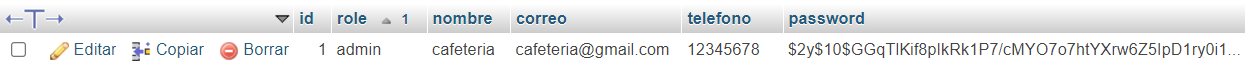 id role 1 nombre correo telefono password
Editar Copiar Borrar 1 admin cafeteria cafeteria@gmail.com 12345678 $2y$10$GGqTlKif8plkRk1P7/cMYO7o7htYXrw6Z5IpD1ry0i1...